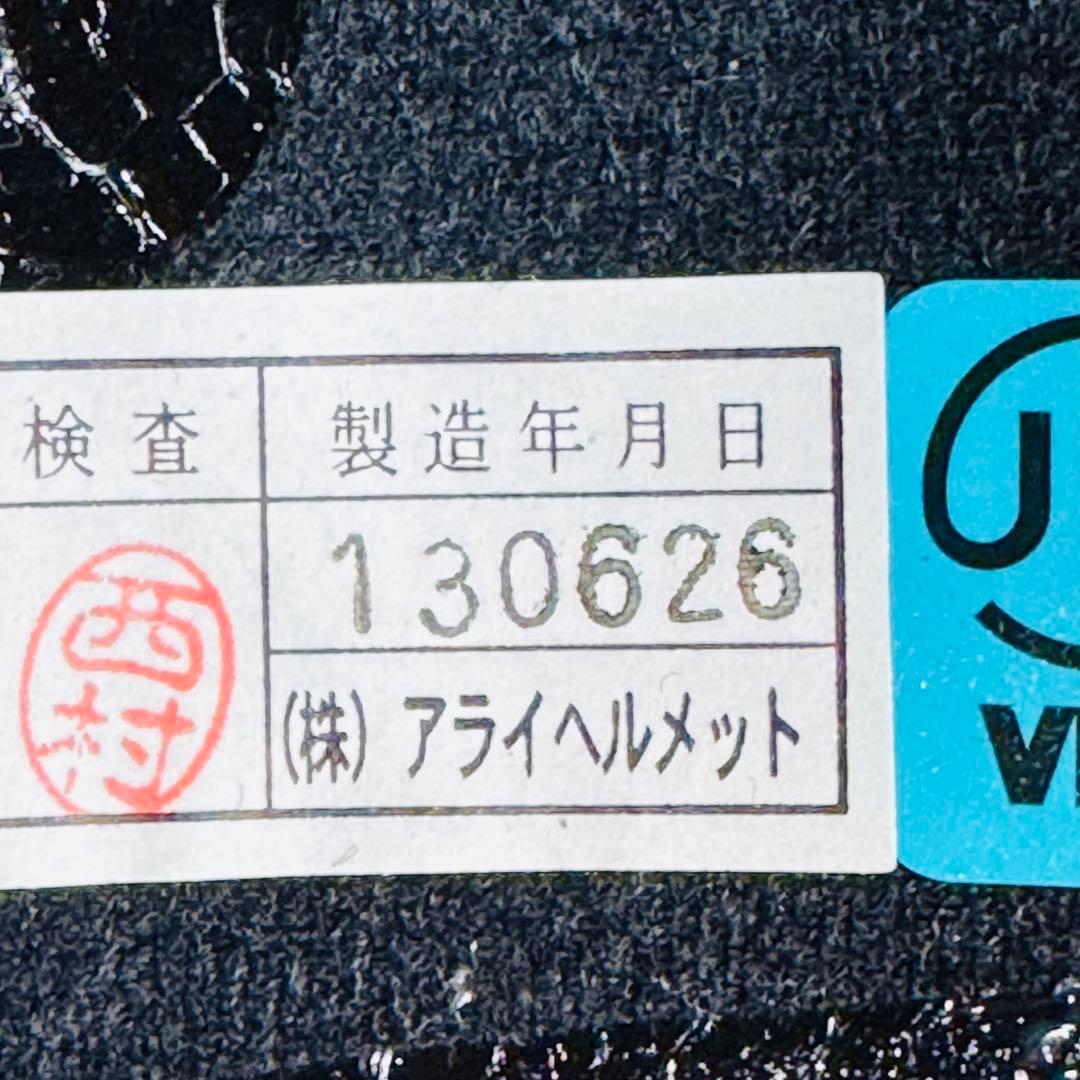 検査
製造年月日
西村
130626
(株)アライヘルメット